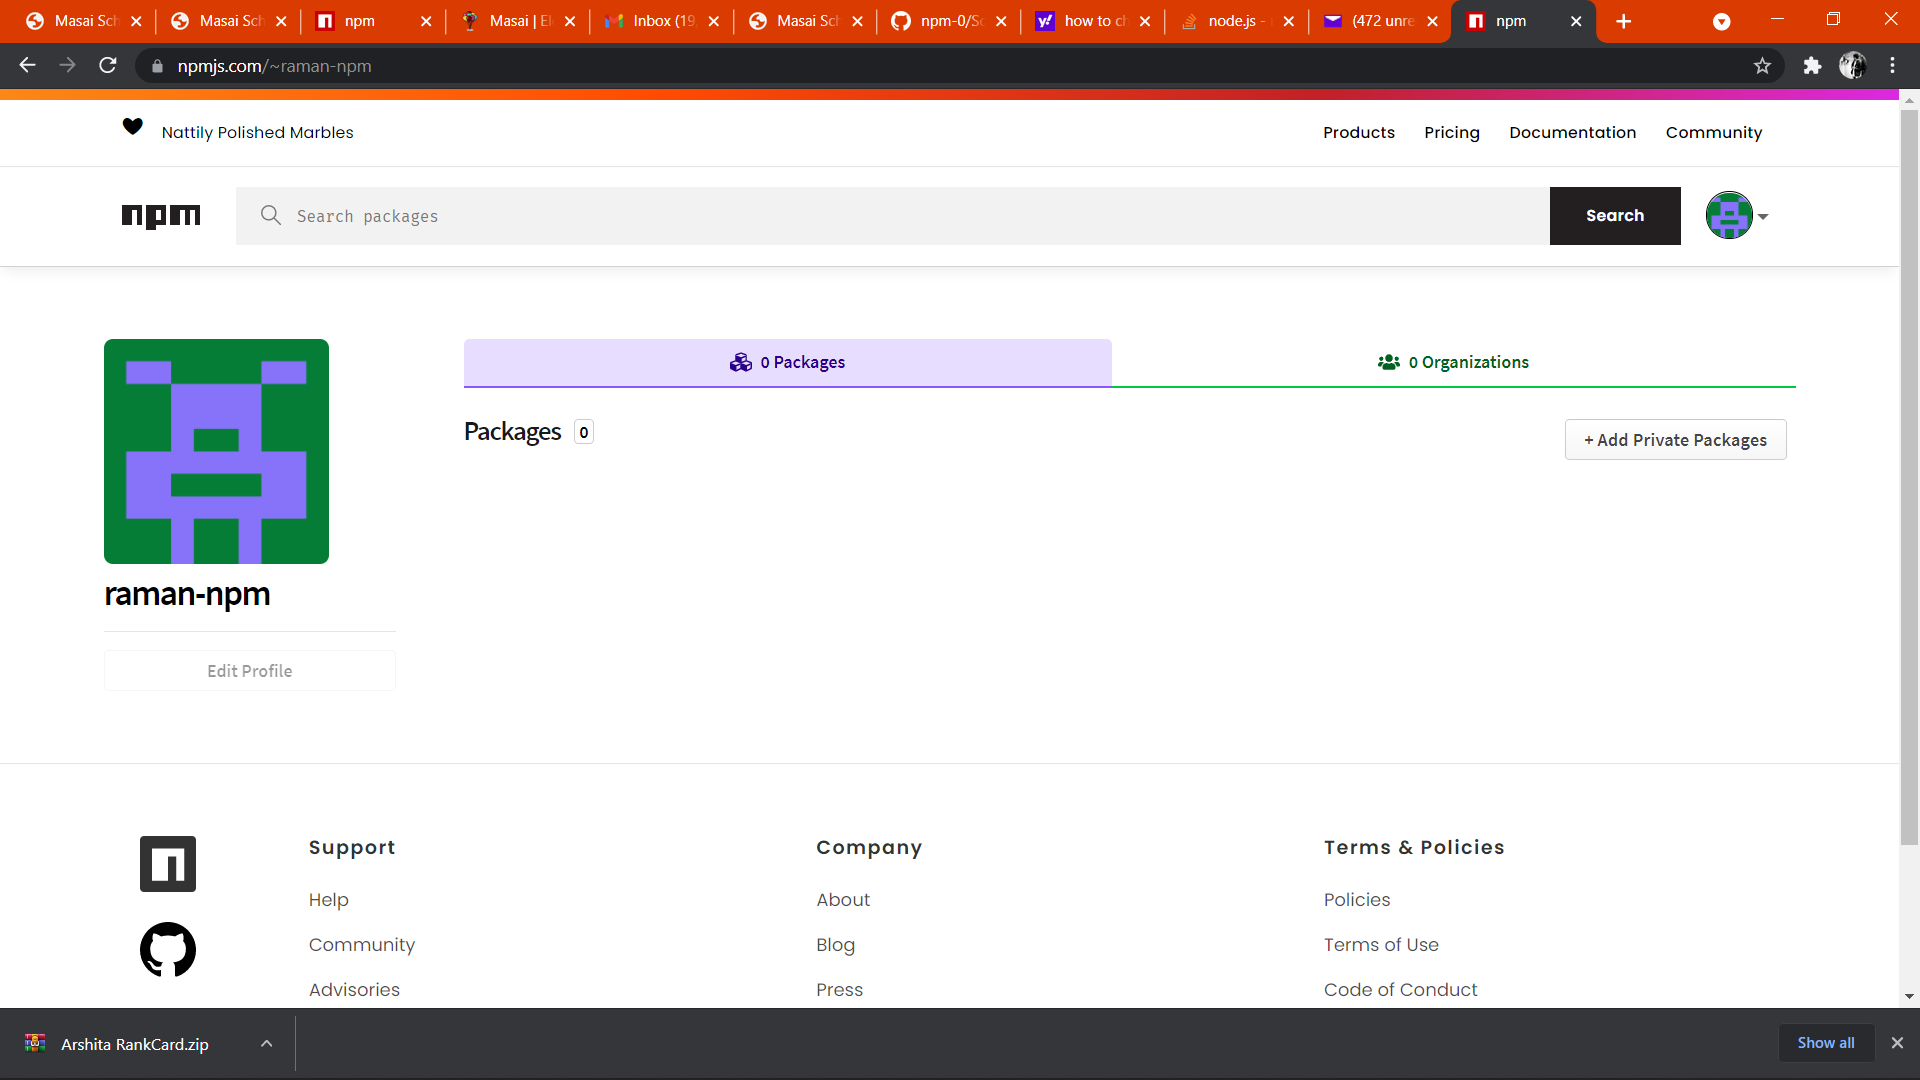 Masai Sch
Masai Sch
npm
Masai | El
Inbox (19,
Masai Sch
npm-0/Sc
how to ch
node.js -
(472 unre
npm
npmjs.com/~raman-npm
Nattily Polished Marbles
Products
Pricing
Documentation
Community
npm
Search packages
Search
0 Packages
0 Organizations
Packages 0
+ Add Private Packages
raman-npm
Edit Profile
Support
Company
Terms & Policies
Help
About
Policies
Community
Blog
Terms of Use
Advisories
Press
Code of Conduct
Arshita RankCard.zip
Show all